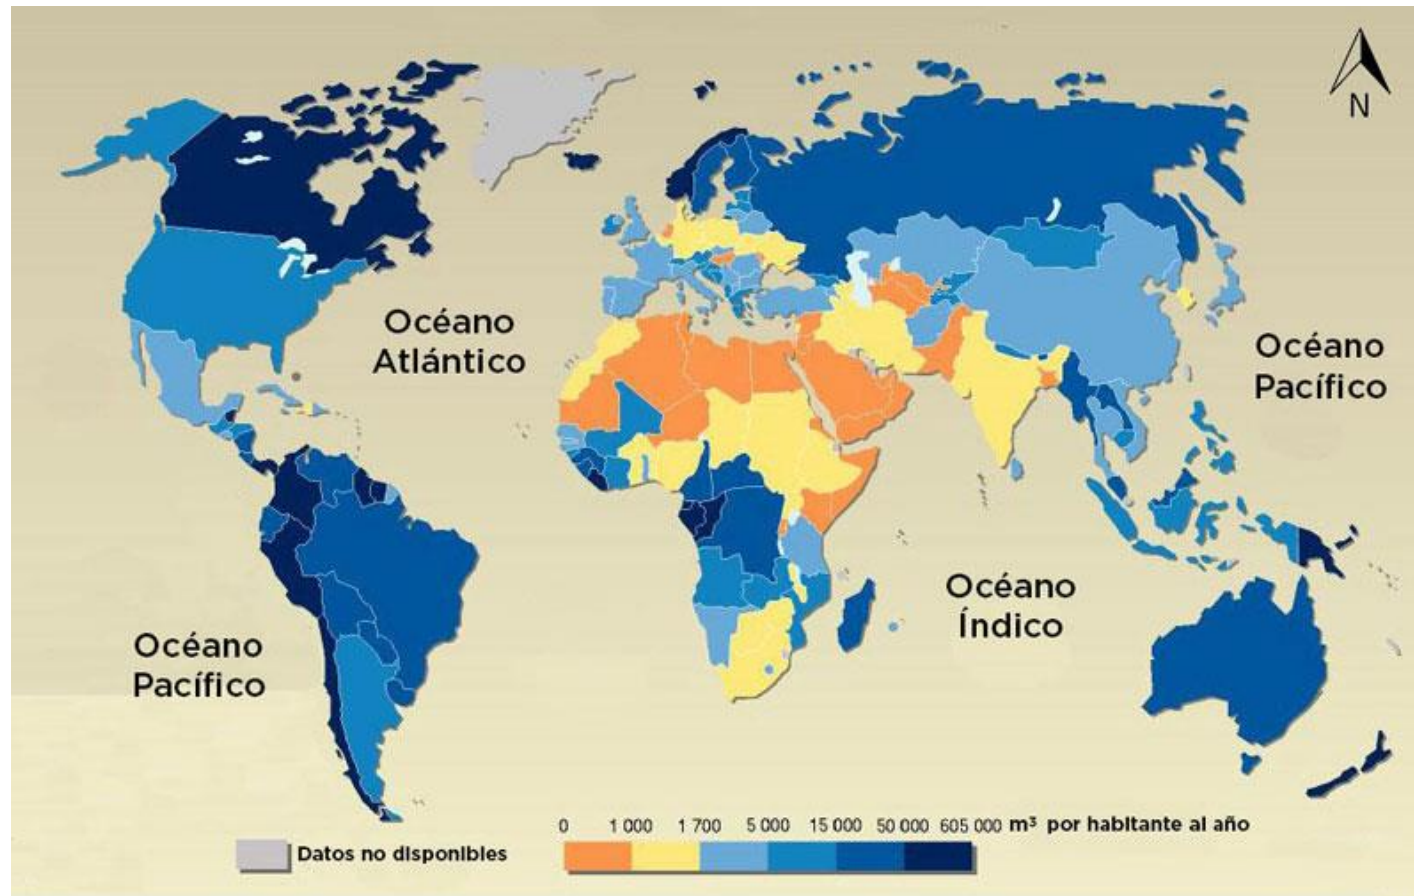 N
Océano
Atlántico
Océano
Pacífico
Océano
Índico
Océano
Pacífico
0 1 000 1 700 5 000 15 000 50 000 605 000 m³ por habitante al año
Datos no disponibles